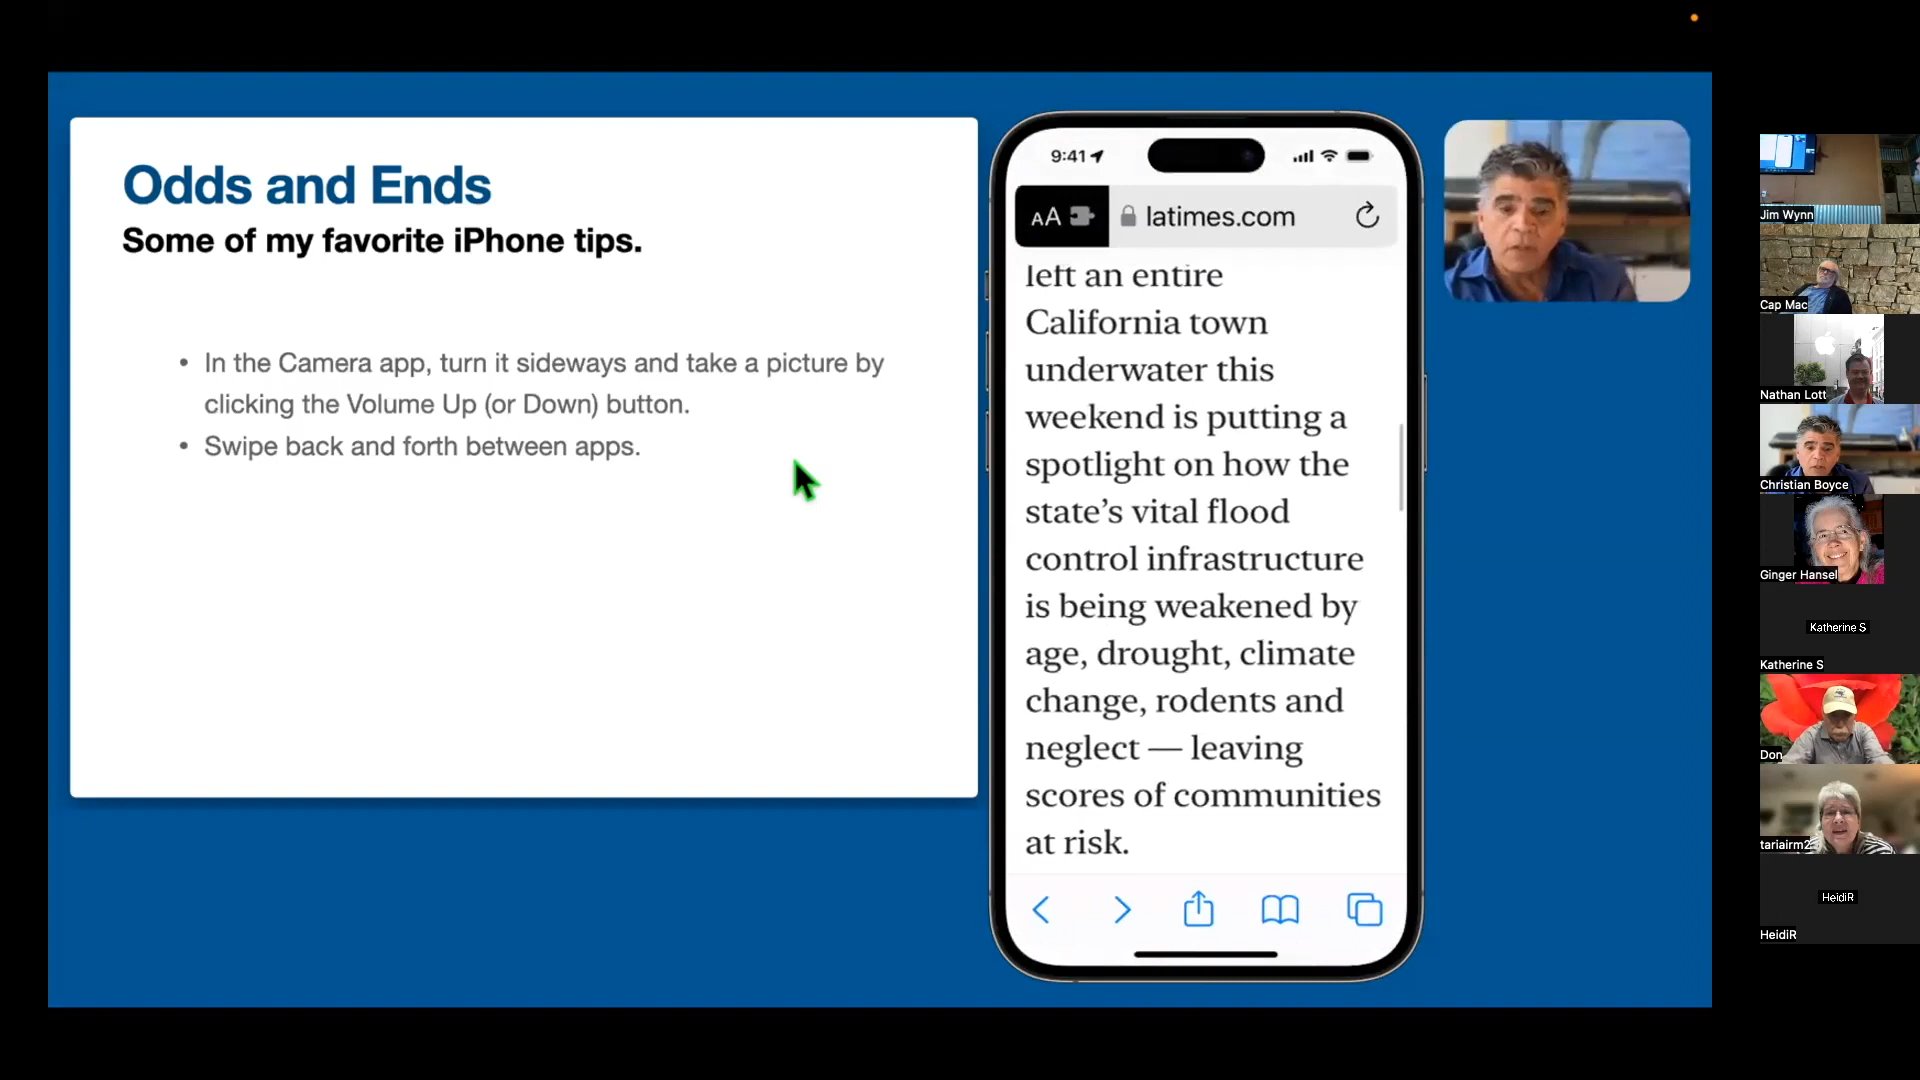 Odds and Ends
Some of my favorite iPhone tips.
• In the Camera app, turn it sideways and take a picture by
clicking the Volume Up (or Down) button.
• Swipe back and forth between apps.
9:41
AA
latimes.com
left an entire
California town
underwater this
weekend is putting a
spotlight on how the
state’s vital flood
control infrastructure
is being weakened by
age, drought, climate
change, rodents and
neglect — leaving
scores of communities
at risk.
Jim Wynn
Cap Mac
Nathan Lott
Christian Boyce
Ginger Hansel
Katherine S
Katherine S
Don
tariairm2
HeidiR
HeidiR